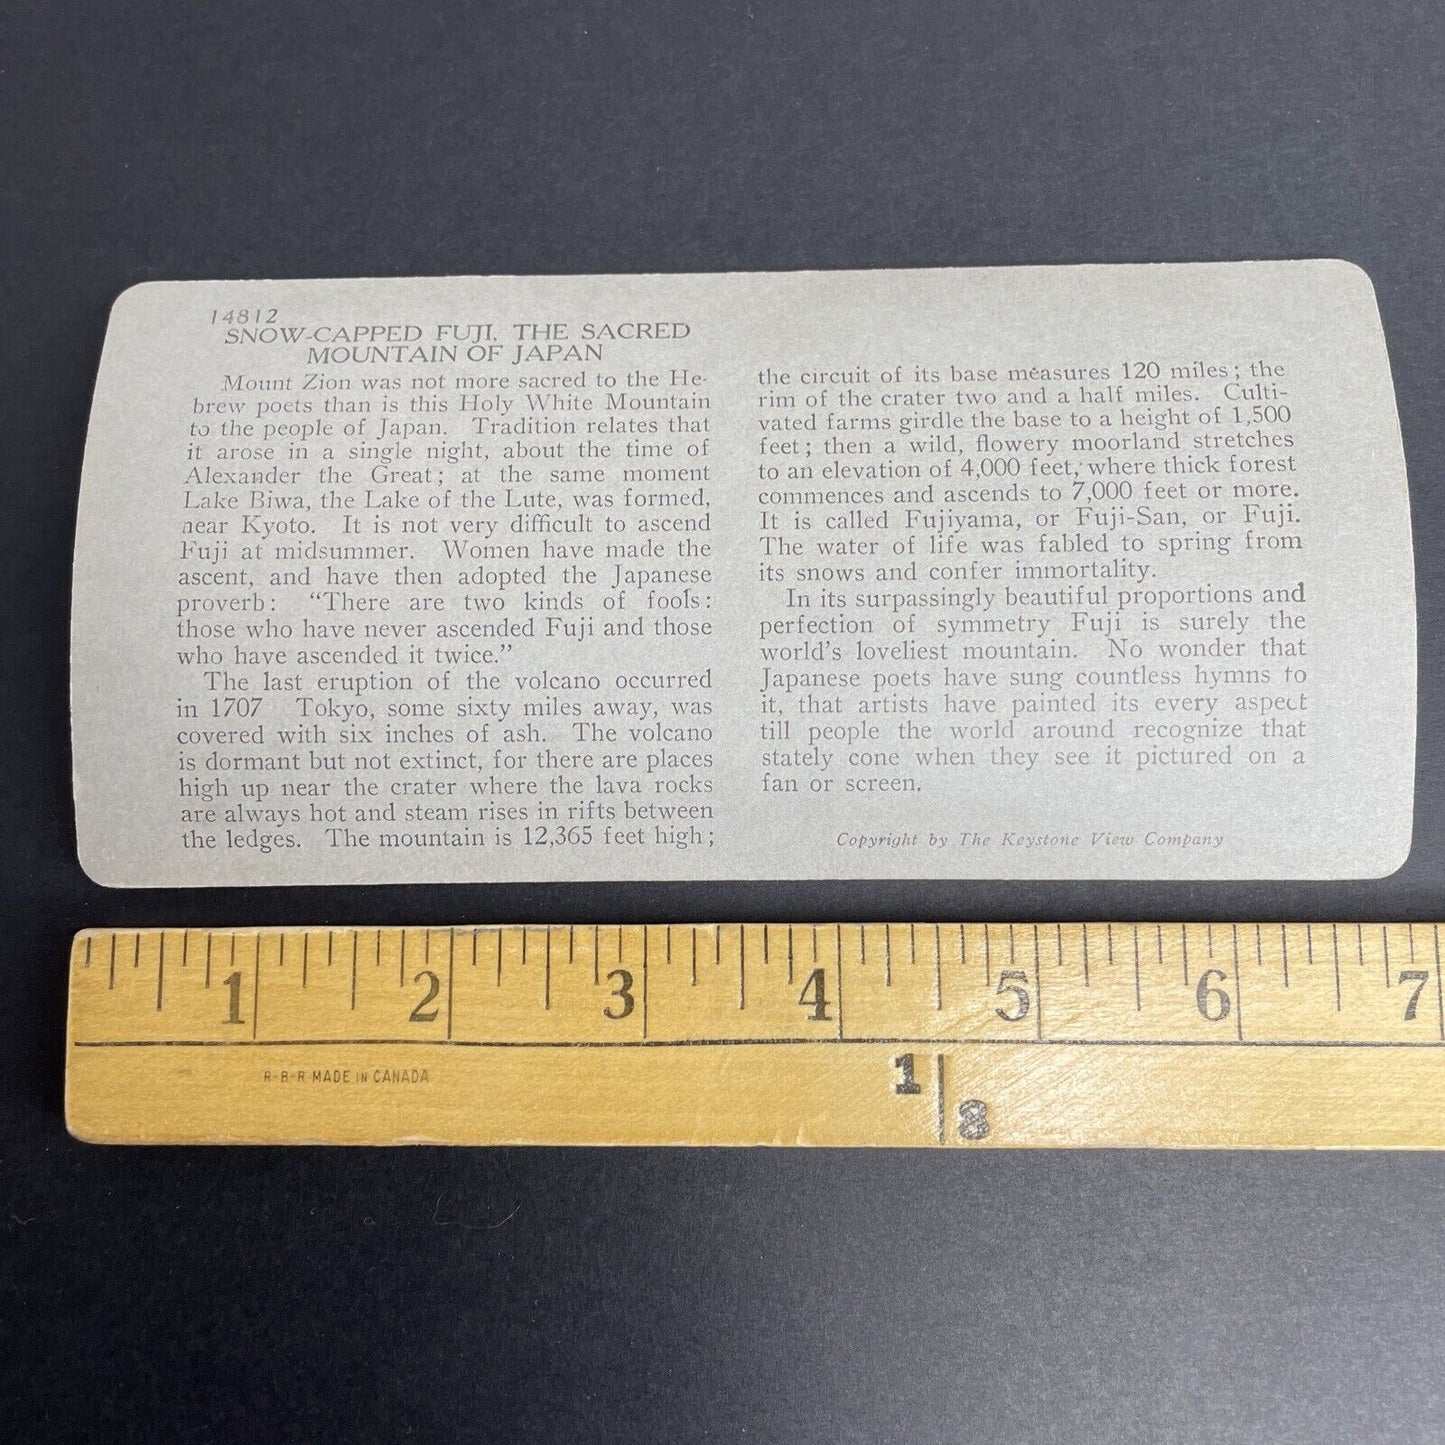 14812
SNOW-CAPPED FUJI, THE SACRED
MOUNTAIN OF JAPAN
Mount Zion was not more sacred to the He-
brew poets than is this Holy White Mountain
to the people of Japan. Tradition relates that
it arose in a single night, about the time of
Alexander the Great; at the same moment
Lake Biwa, the Lake of the Lute, was formed,
near Kyoto. It is not very difficult to ascend
Fuji at midsummer. Women have made the
ascent, and have then adopted the Japanese
proverb: "There are two kinds of fools:
those who have never ascended Fuji and those
who have ascended it twice."
The last eruption of the volcano occurred
in 1707 Tokyo, some sixty miles away, was
covered with six inches of ash. The volcano
is dormant but not extinct, for there are places
high up near the crater where the lava rocks
are always hot and steam rises in rifts between
the ledges. The mountain is 12,365 feet high;
the circuit of its base measures 120 miles; the
rim of the crater two and a half miles. Culti-
vated farms girdle the base to a height of 1,500
feet; then a wild, flowery moorland stretches
to an elevation of 4,000 feet, where thick forest
commences and ascends to 7,000 feet or more.
It is called Fujiyama, or Fuji-San, or Fuji.
The water of life was fabled to spring from
its snows and confer immortality.
In its surpassingly beautiful proportions and
perfection of symmetry Fuji is surely the
world's loveliest mountain. No wonder that
Japanese poets have sung countless hymns to
it, that artists have painted its every aspect
till people the world around recognize that
stately cone when they see it pictured on a
fan or screen.
Copyright by The Keystone View Company
1 2 3 4 5 6 7
R-B-R MADE IN CANADA
1
8